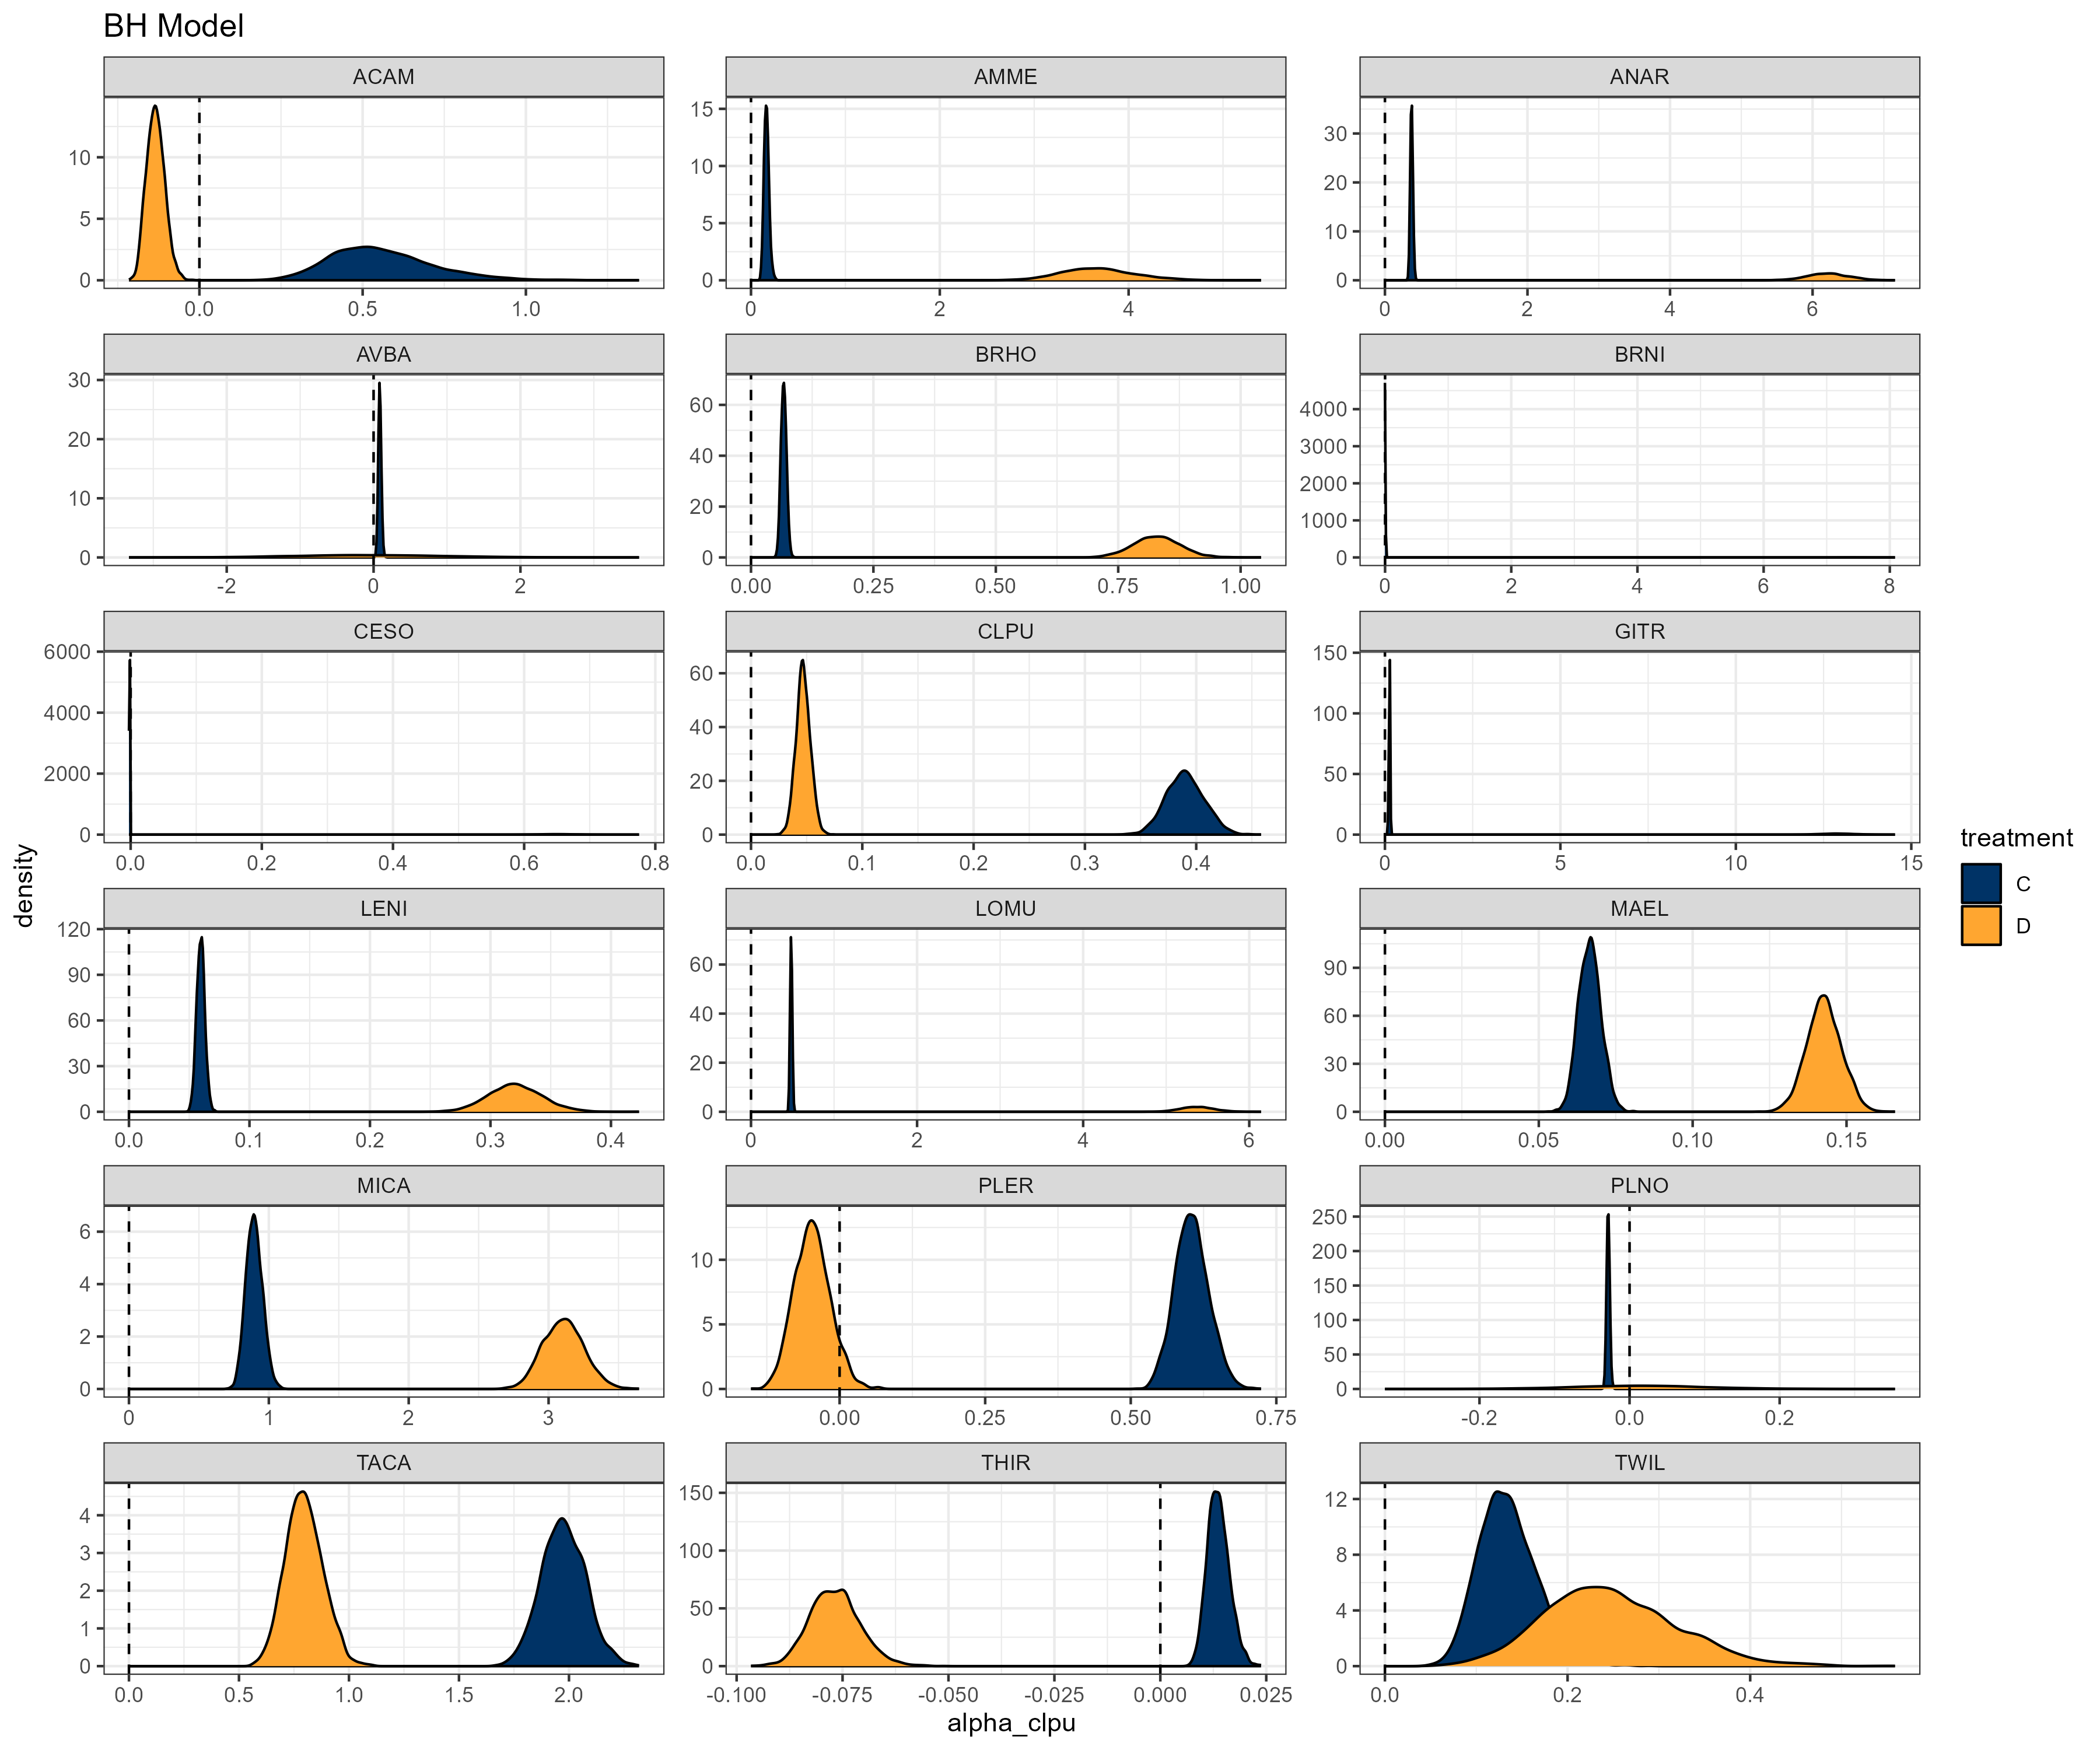 BH Model
ACAM AMME ANAR
10 5 0
0.0 0.5 1.0
15 10 5 0
0 2 4
30 20 10 0
0 2 4 6
AVBA BRHO BRNI
30 20 10 0
-2 0 2
60 40 20 0
0.00 0.25 0.50 0.75 1.00
4000 3000 2000 1000 0
0 2 4 6 8
CESO CLPU GITR
6000 4000 2000 0
0.0 0.2 0.4 0.6 0.8
60 40 20 0
0.0 0.1 0.2 0.3 0.4
150 100 50 0
0 5 10 15
LENI LOMU MAEL
120 90 60 30 0
0.0 0.1 0.2 0.3 0.4
60 40 20 0
0 2 4 6
90 60 30 0
0.00 0.05 0.10 0.15
MICA PLER PLNO
6 4 2 0
0 1 2 3
10 5 0
0.00 0.25 0.50 0.75
250 200 150 100 50 0
-0.2 0.0 0.2
TACA THIR TWIL
4 3 2 1 0
0.0 0.5 1.0 1.5 2.0
150 100 50 0
-0.100 -0.075 -0.050 -0.025 0.000 0.025
12 8 4 0
0.0 0.2 0.4
alpha_clpu
density
treatment
C
D